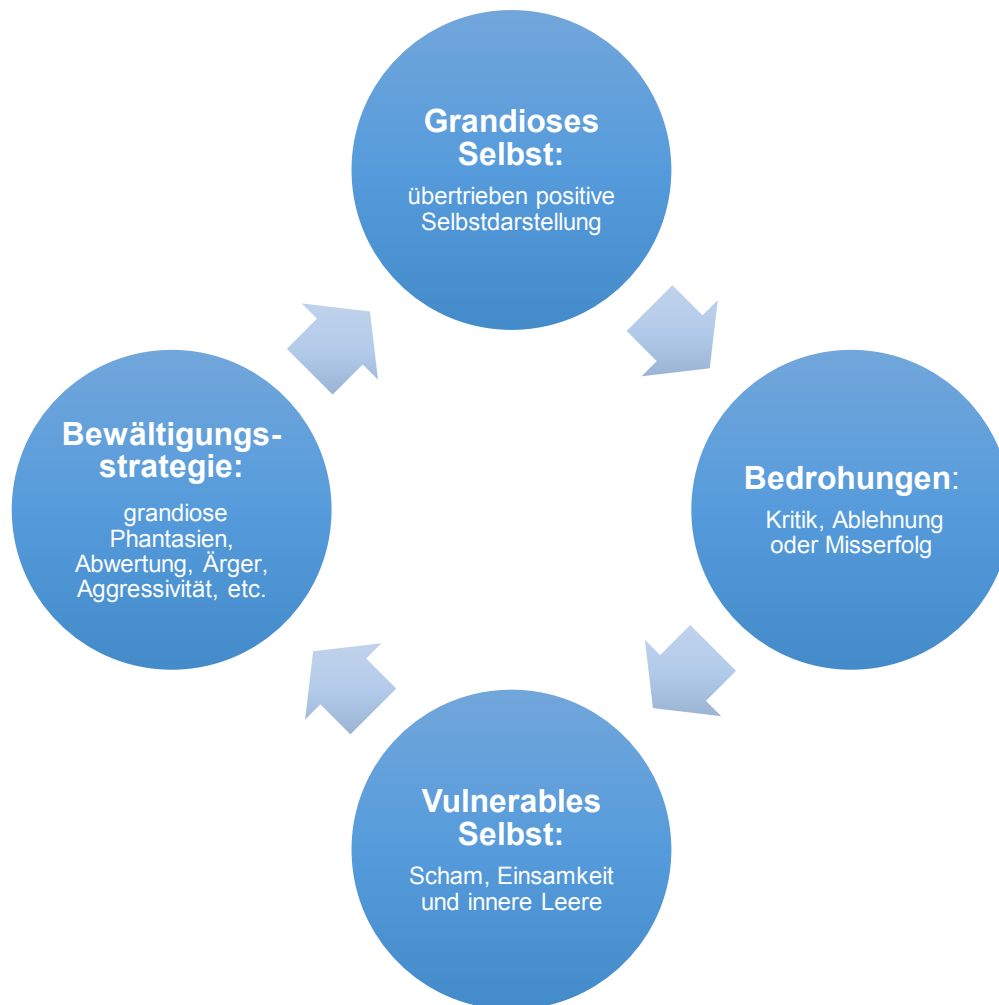 Grandioses
Selbst:
übertrieben positive
Selbstdarstellung
Bedrohungen:
Kritik, Ablehnung
oder Misserfolg
Vulnerables
Selbst:
Scham, Einsamkeit
und innere Leere
Bewältigungs-
strategie:
grandiose
Phantasien,
Abwertung, Ärger,
Aggressivität, etc.